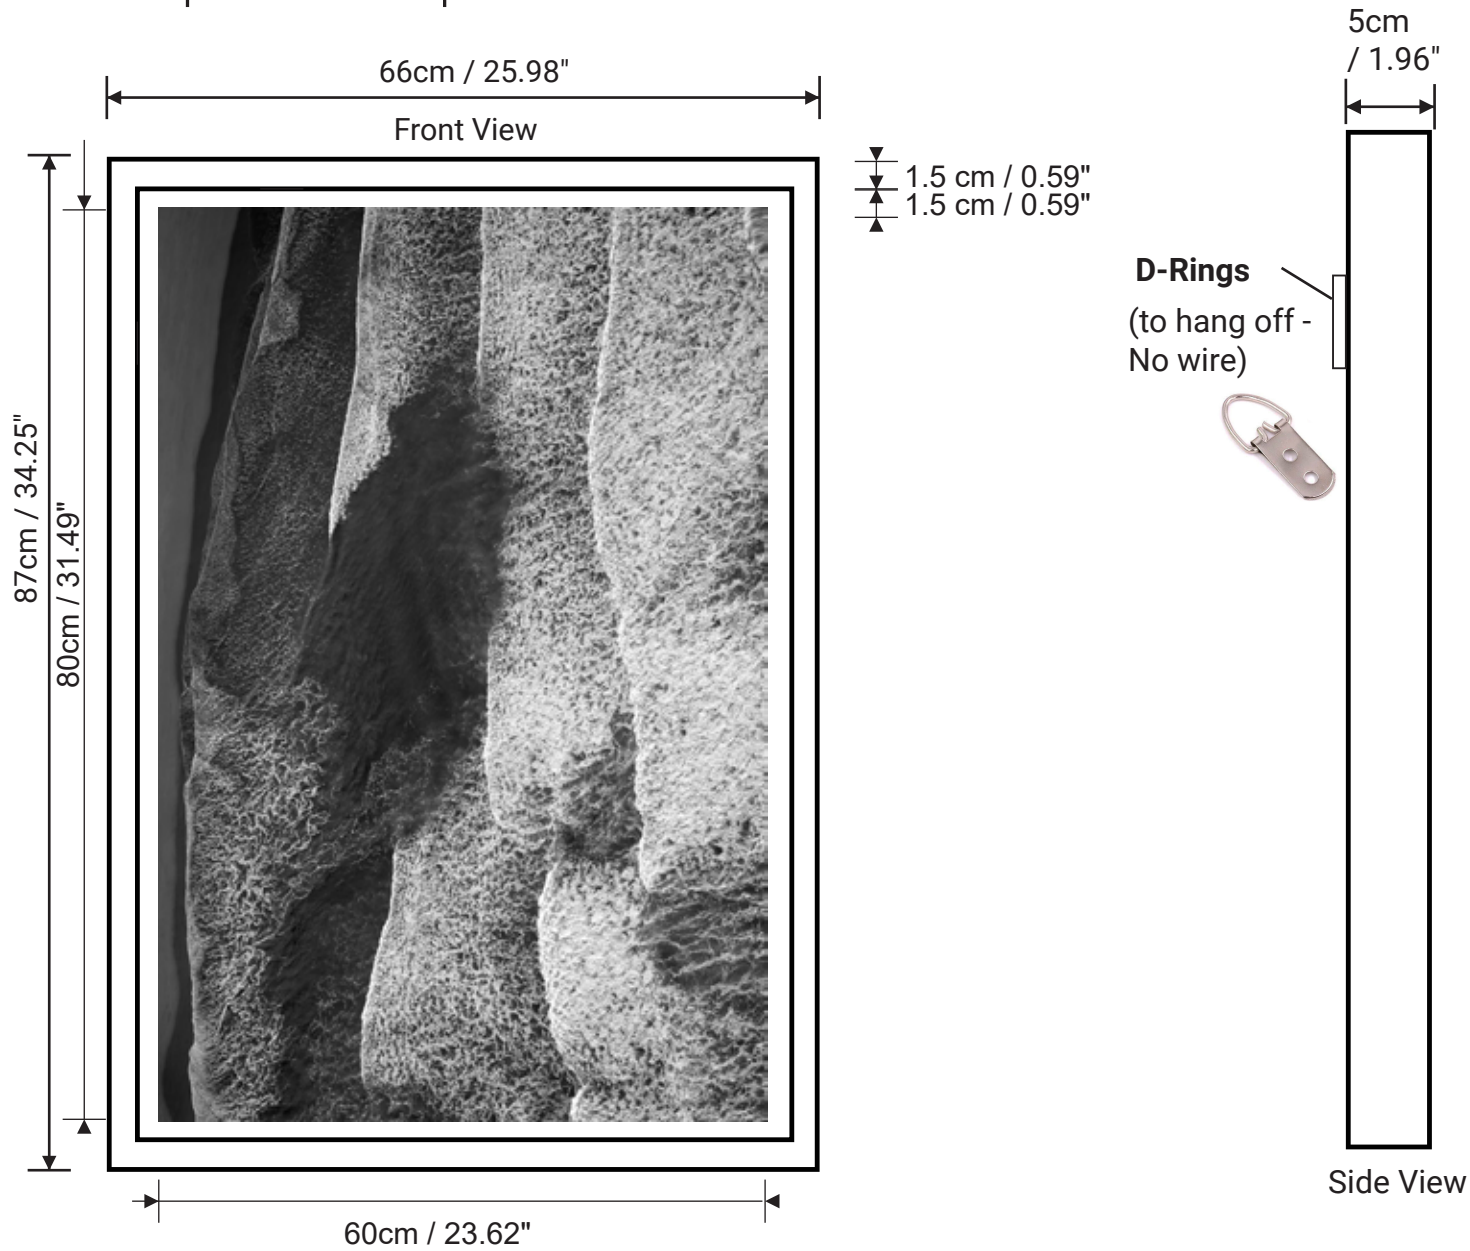 5cm
/ 1.96"
66cm / 25.98"
Front View
1.5 cm / 0.59"
1.5 cm / 0.59"
D-Rings
(to hang off -
No wire)
87cm / 34.25"
80cm / 31.49"
Side View
60cm / 23.62"